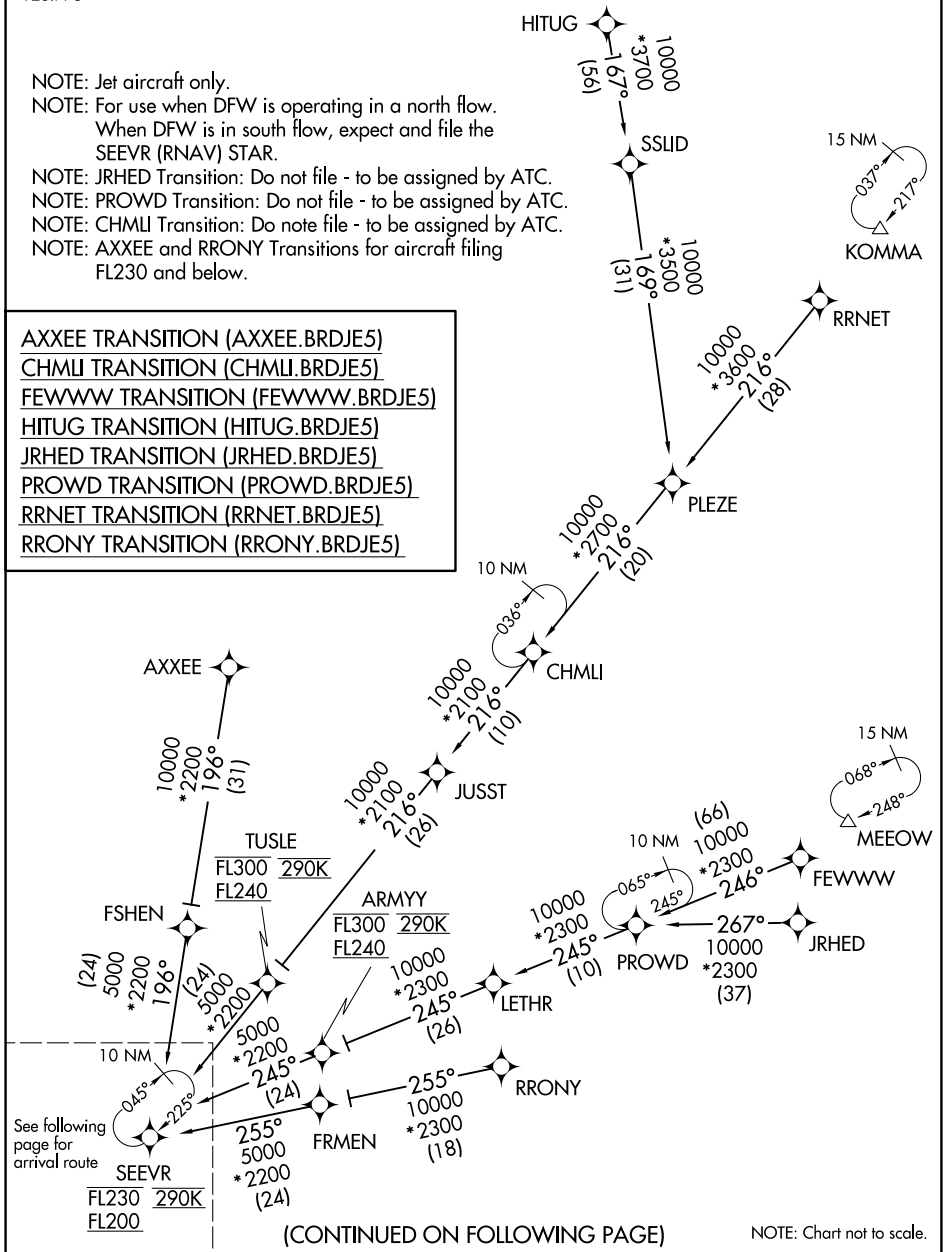 HITUG
10000
*3700
167°
(56)
NOTE: Jet aircraft only.
NOTE: For use when DFW is operating in a north flow.
When DFW is in south flow, expect and file the
SEEVR (RNAV) STAR.
NOTE: JRHED Transition: Do not file - to be assigned by ATC.
NOTE: PROWD Transition: Do not file - to be assigned by ATC.
NOTE: CHMLI Transition: Do note file - to be assigned by ATC.
NOTE: AXXEE and RRONY Transitions for aircraft filing
FL230 and below.
SSLID
15 NM
037°
217°
KOMMA
10000
*3500
169°
(31)
RRNET
10000
*3600
216°
(28)
AXXEE TRANSITION (AXXEE.BRDJE5)
CHMLI TRANSITION (CHMLI.BRDJE5)
FEWWW TRANSITION (FEWWW.BRDJE5)
HITUG TRANSITION (HITUG.BRDJE5)
JRHED TRANSITION (JRHED.BRDJE5)
PROWD TRANSITION (PROWD.BRDJE5)
RRNET TRANSITION (RRNET.BRDJE5)
RRONY TRANSITION (RRONY.BRDJE5)
PLEZE
10000
*2700
216°
(20)
10 NM
036°
CHMLI
AXXEE
10000
*2100
216°
(10)
10000
*2200
196°
(31)
JUSST
15 NM
068°
248°
MEEOW
10000
*2100
216°
(26)
TUSLE
FL300 290K
FL240
ARMYY
FL300 290K
FL240
10 NM
065°
245°
(66)
10000
*2300
246°
FEWWW
FSHEN
10000
*2300
245°
(10)
PROWD
267°
10000
*2300
(37)
JRHED
(24)
5000
*2200
196°
(24)
5000
*2200
10000
*2300
245°
(26)
LETHR
5000
*2200
245°
(24)
10 NM
045°
225°
RRONY
255°
10000
*2300
(18)
FRMEN
255°
5000
*2200
(24)
See following
page for
arrival route
SEEVR
FL230 290K
FL200
(CONTINUED ON FOLLOWING PAGE)
NOTE: Chart not to scale.